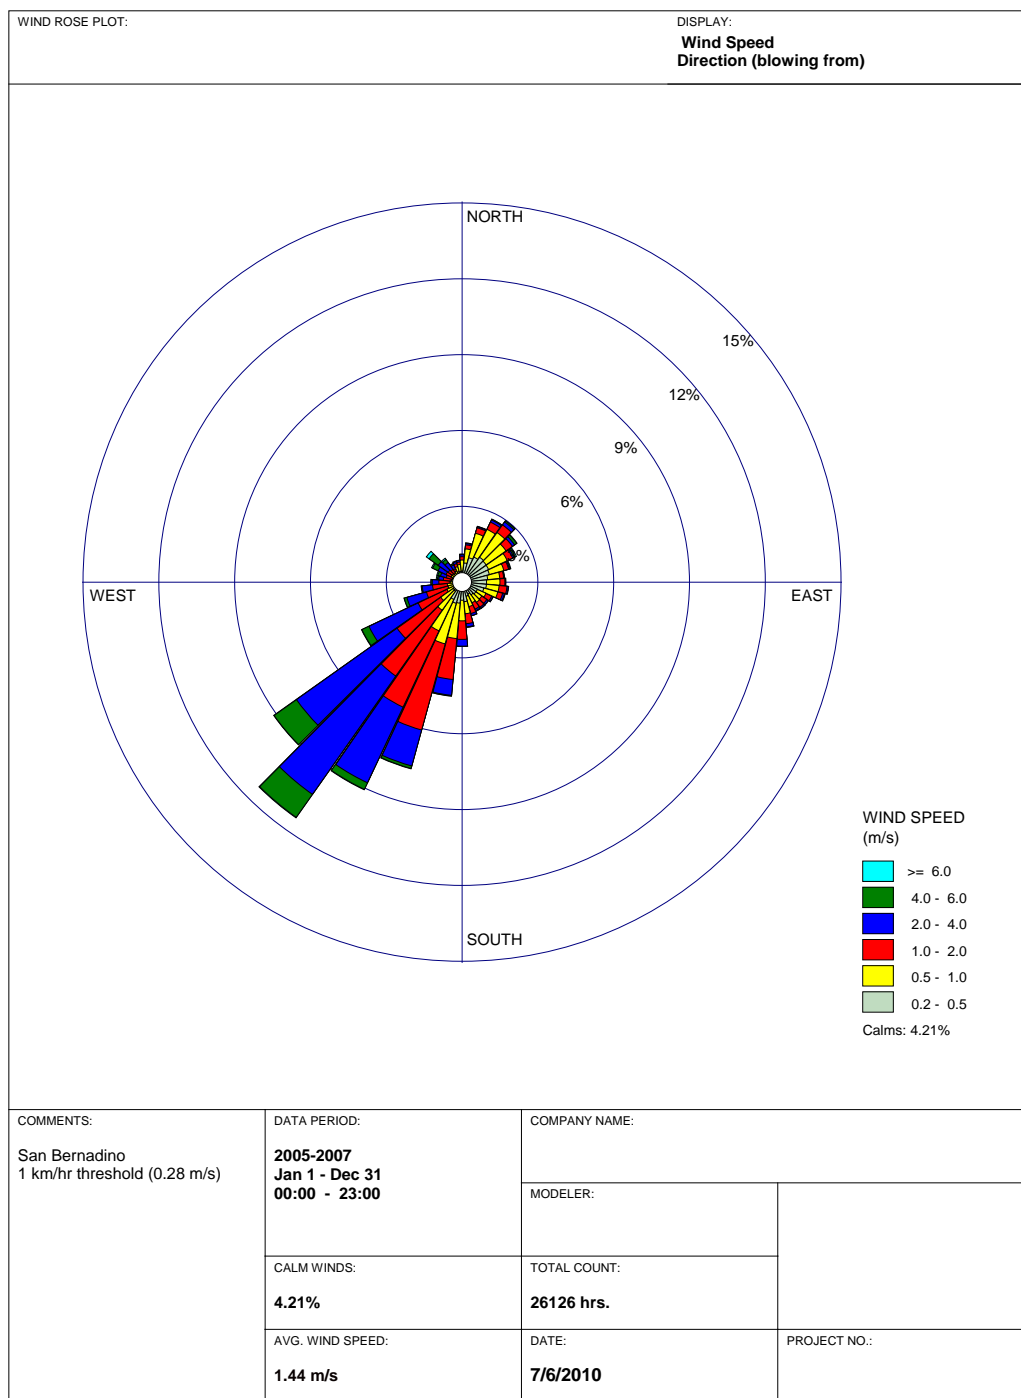 WIND ROSE PLOT:
DISPLAY:
Wind Speed
Direction (blowing from)
NORTH
15%
12%
9%
6%
3%
WEST
EAST
SOUTH
WIND SPEED
(m/s)
>= 6.0
4.0 - 6.0
2.0 - 4.0
1.0 - 2.0
0.5 - 1.0
0.2 - 0.5
Calms: 4.21%
COMMENTS:
San Bernadino
1 km/hr threshold (0.28 m/s)
DATA PERIOD:
2005-2007
Jan 1 - Dec 31
00:00 - 23:00
COMPANY NAME:
MODELER:
CALM WINDS:
4.21%
TOTAL COUNT:
26126 hrs.
AVG. WIND SPEED:
1.44 m/s
DATE:
7/6/2010
PROJECT NO.: